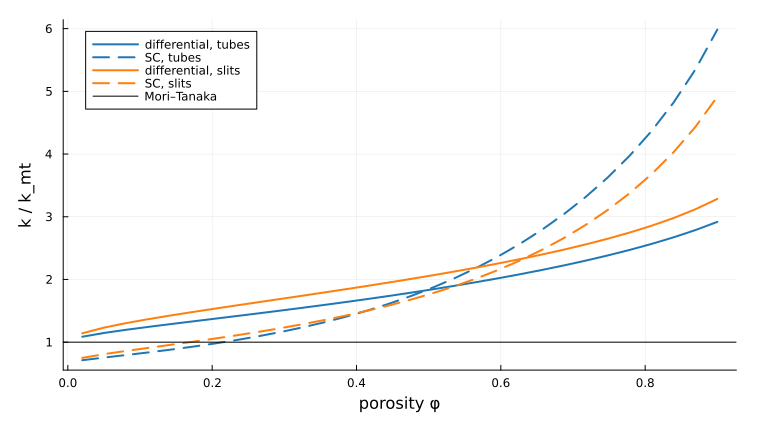 differential, tubes
SC, tubes
differential, slits
SC, slits
Mori–Tanaka
k / k_mt
6
5
4
3
2
1
0.0 0.2 0.4 0.6 0.8
porosity φ